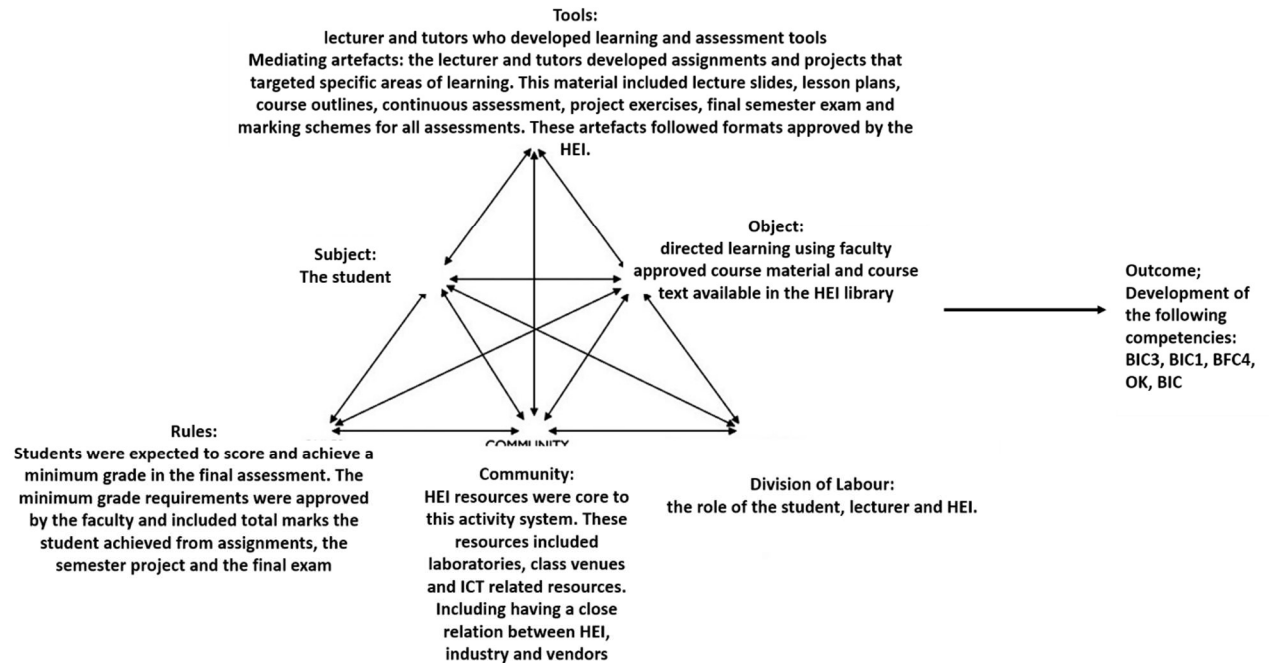 Tools:
lecturer and tutors who developed learning and assessment tools
Mediating artefacts: the lecturer and tutors developed assignments and projects that
targeted specific areas of learning. This material included lecture slides, lesson plans,
course outlines, continuous assessment, project exercises, final semester exam and
marking schemes for all assessments. These artefacts followed formats approved by the
HEI.
Subject:
The student
Object:
directed learning using faculty
approved course material and course
text available in the HEI library
Outcome;
Development of
the following
competencies:
BIC3, BIC1, BFC4,
OK, BIC
Rules:
Students were expected to score and achieve a
minimum grade in the final assessment. The
minimum grade requirements were approved
by the faculty and included total marks the
student achieved from assignments, the
semester project and the final exam
COMMUNITY
Community:
HEI resources were core to
this activity system. These
resources included
laboratories, class venues
and ICT related resources.
Including having a close
relation between HEI,
industry and vendors
Division of Labour:
the role of the student, lecturer and HEI.